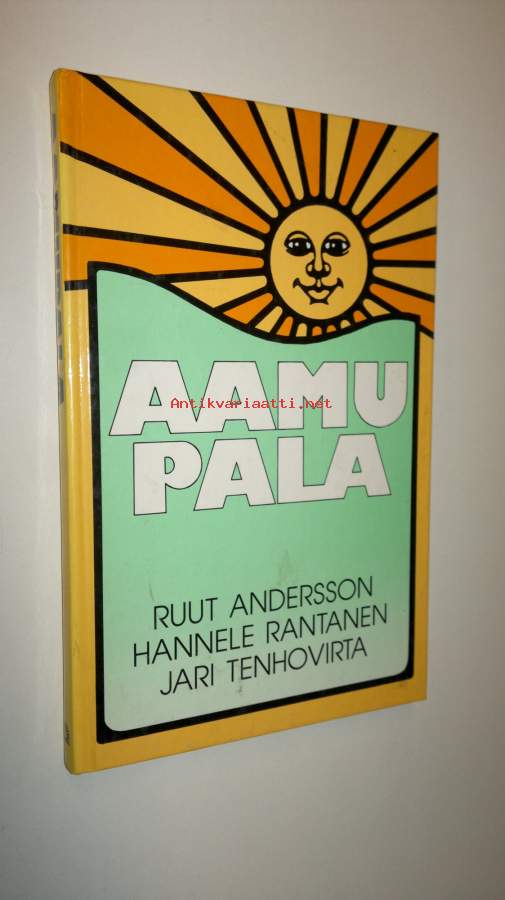 AAMU
Antikvariaatti.net
PALA
RUUT ANDERSSON
HANNELE RANTANEN
JARI TENHOVIRTA